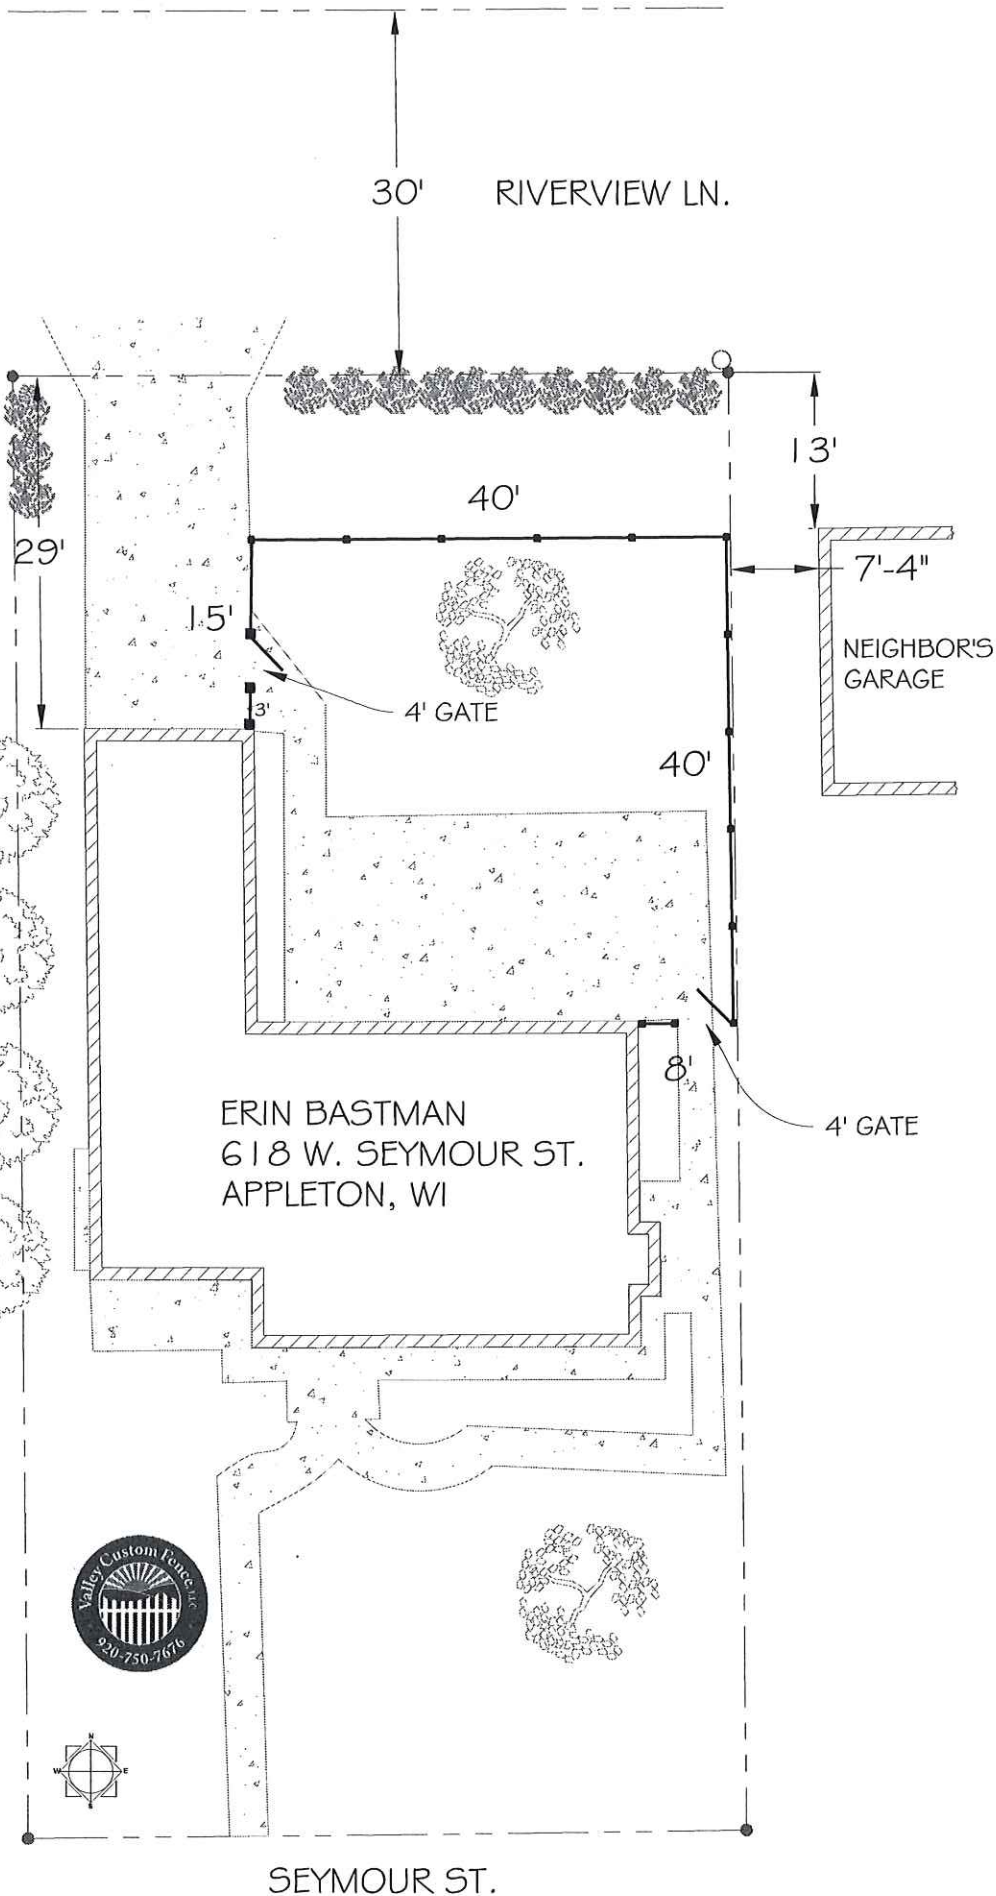 30'
RIVERVIEW LN.
13'
40'
29'
7'-4"
15'
NEIGHBOR'S
GARAGE
3'
4' GATE
40'
8'
4' GATE
ERIN BASTMAN
618 W. SEYMOUR ST.
APPLETON, WI
Valley Custom Fence, LLC
920-750-7676
N
W E
S
SEYMOUR ST.